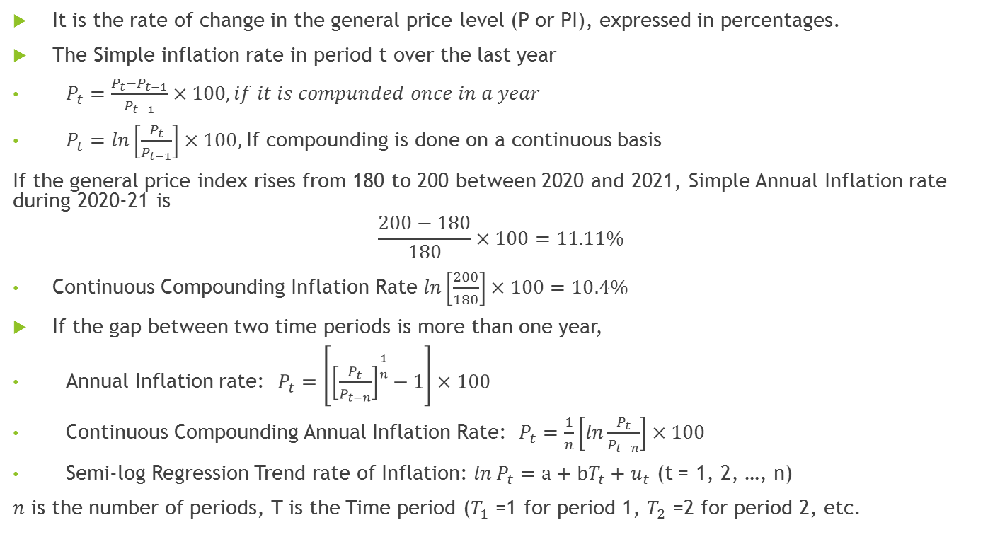 ▶ It is the rate of change in the general price level (P or PI), expressed in percentages.
▶ The Simple inflation rate in period t over the last year
• $P_t = \frac{P_t - P_{t-1}}{P_{t-1}} \times 100, if it is compunded once in a year$
• $P_t = ln\left[\frac{P_t}{P_{t-1}}\right] \times 100,$ If compounding is done on a continuous basis
If the general price index rises from 180 to 200 between 2020 and 2021, Simple Annual Inflation rate
during 2020-21 is
$\frac{200 - 180}{180} \times 100 = 11.11\%$
• Continuous Compounding Inflation Rate $ln\left[\frac{200}{180}\right] \times 100 = 10.4\%$
▶ If the gap between two time periods is more than one year,
• Annual Inflation rate: $P_t = \left[\left[\frac{P_t}{P_{t-n}}\right]^{\frac{1}{n}} - 1\right] \times 100$
• Continuous Compounding Annual Inflation Rate: $P_t = \frac{1}{n}\left[ln\frac{P_t}{P_{t-n}}\right] \times 100$
• Semi-log Regression Trend rate of Inflation: $ln P_t = a + bT_t + u_t$ (t = 1, 2, ..., n)
$n$ is the number of periods, T is the Time period ($T_1$ =1 for period 1, $T_2$ =2 for period 2, etc.